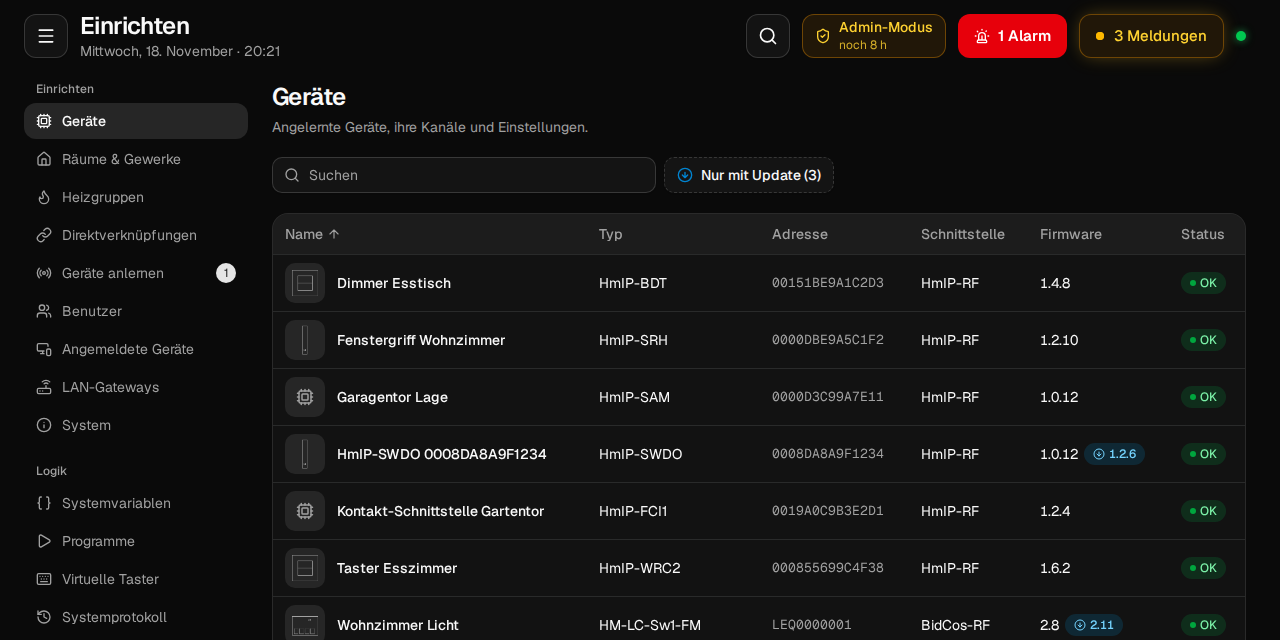 Einrichten
Mittwoch, 18. November · 20:21
Admin-Modus
noch 8 h
1 Alarm
3 Meldungen
Einrichten
Geräte
Räume & Gewerke
Heizgruppen
Direktverknüpfungen
Geräte anlernen 1
Benutzer
Angemeldete Geräte
LAN-Gateways
System
Logik
Systemvariablen
Programme
Virtuelle Taster
Systemprotokoll
Geräte
Angelernte Geräte, ihre Kanäle und Einstellungen.
Suchen
Nur mit Update (3)
Name ↑ Typ Adresse Schnittstelle Firmware Status
Dimmer Esstisch HmIP-BDT 00151BE9A1C2D3 HmIP-RF 1.4.8 OK
Fenstergriff Wohnzimmer HmIP-SRH 0000DBE9A5C1F2 HmIP-RF 1.2.10 OK
Garagentor Lage HmIP-SAM 0000D3C99A7E11 HmIP-RF 1.0.12 OK
HmIP-SWDO 0008DA8A9F1234 HmIP-SWDO 0008DA8A9F1234 HmIP-RF 1.0.12 1.2.6 OK
Kontakt-Schnittstelle Gartentor HmIP-FCI1 0019A0C9B3E2D1 HmIP-RF 1.2.4 OK
Taster Esszimmer HmIP-WRC2 000855699C4F38 HmIP-RF 1.6.2 OK
Wohnzimmer Licht HM-LC-Sw1-FM LEQ0000001 BidCos-RF 2.8 2.11 OK